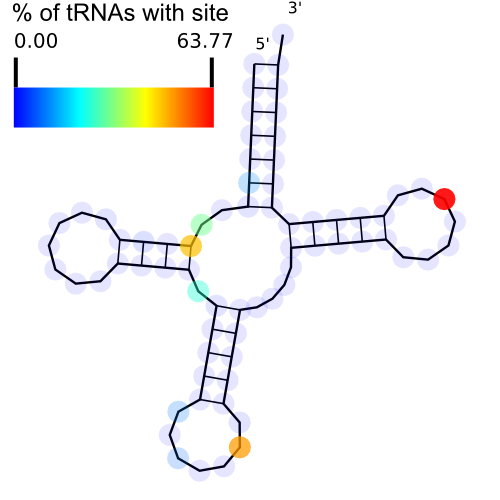 % of tRNAs with site
0.00 63.77
3'
5'